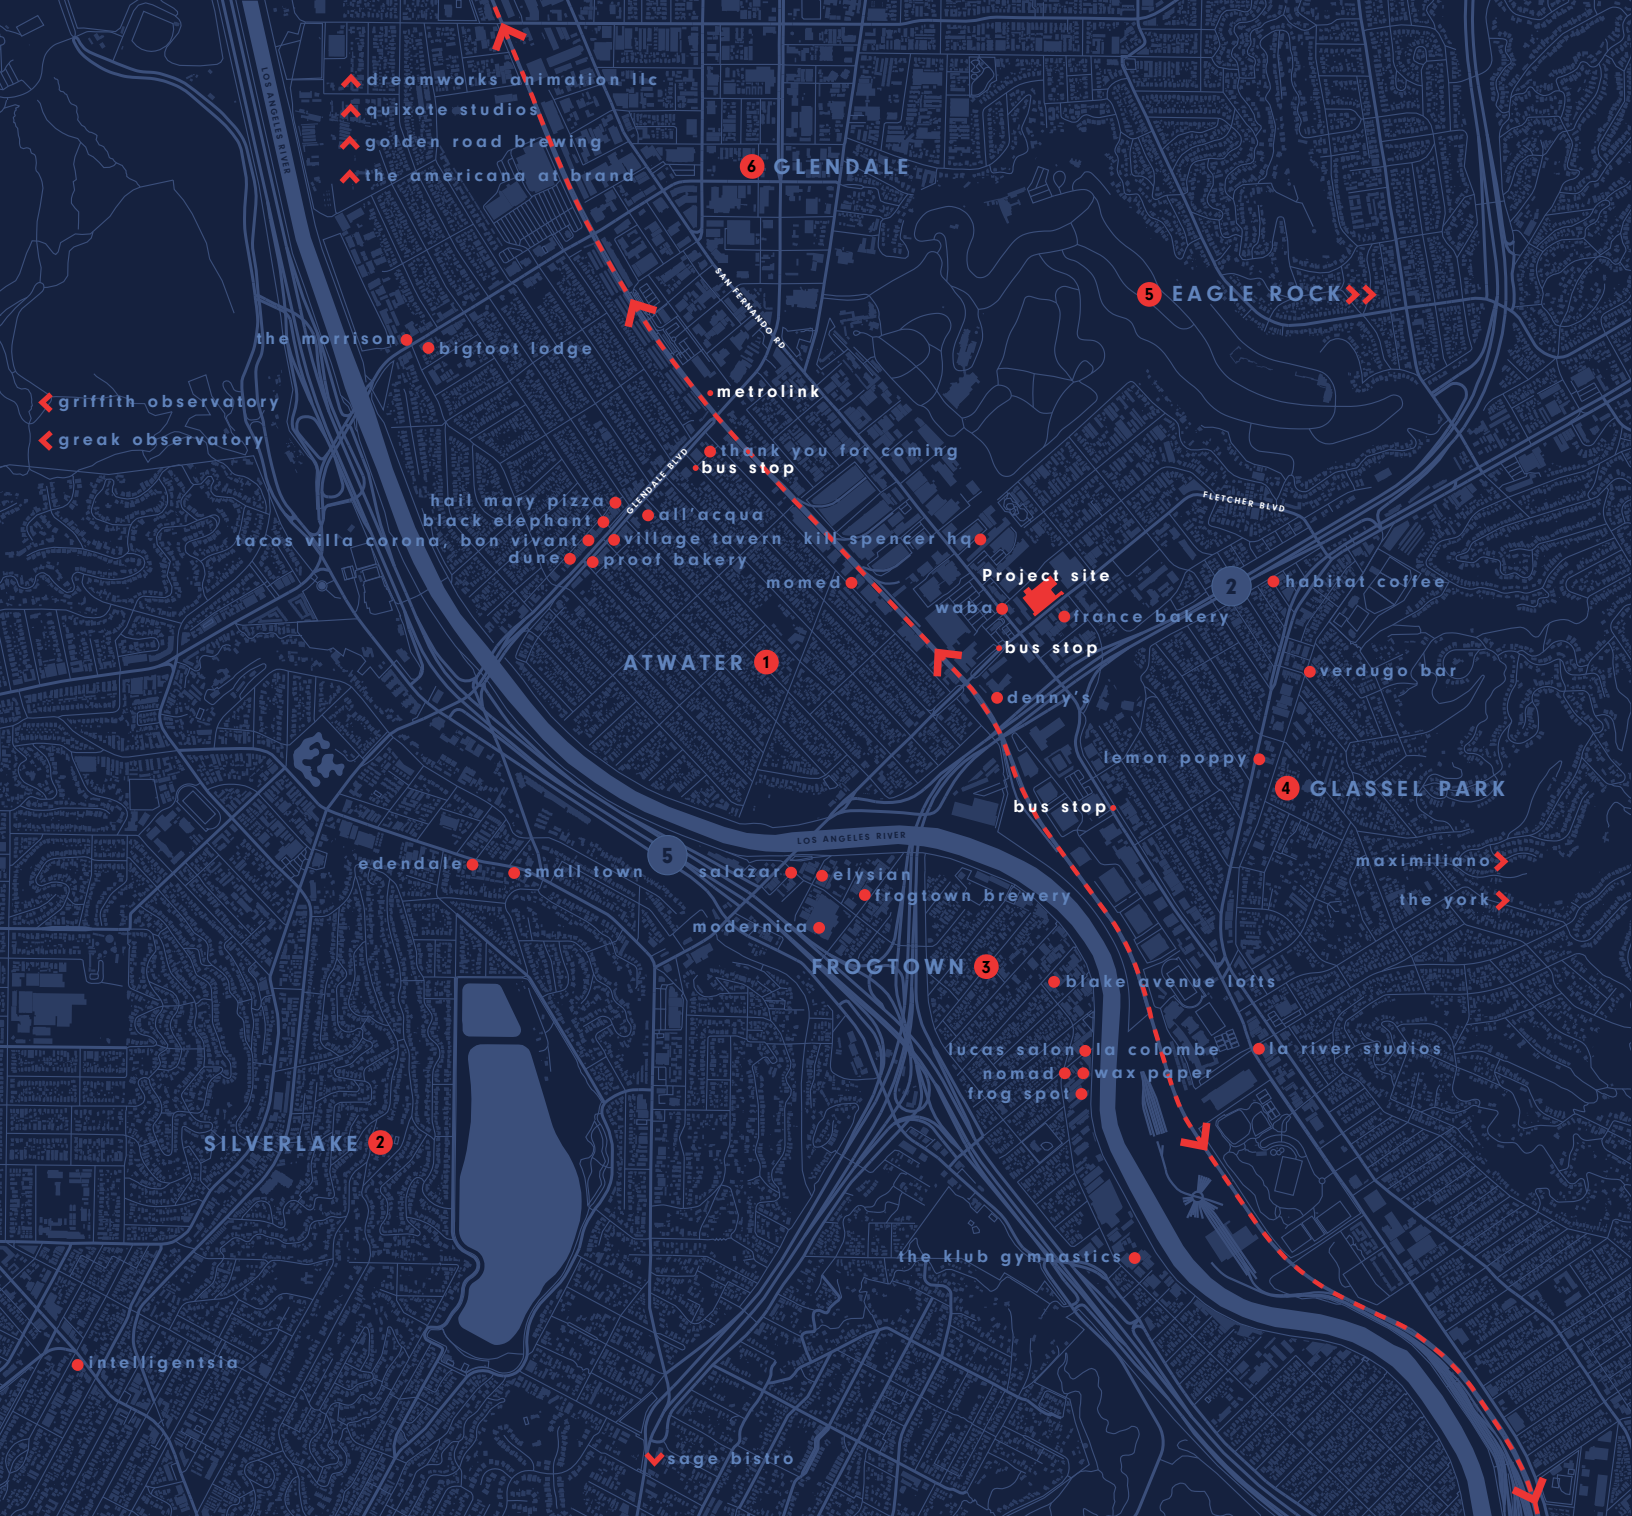 LOS ANGELES RIVER
dreamworks animation llc
quixote studios
golden road brewing
the americana at brand
6 GLENDALE
SAN FERNANDO RD
5 EAGLE ROCK
the morrison
bigfoot lodge
metrolink
griffith observatory
greak observatory
thank you for coming
bus stop
GLENDALE BLVD
hail mary pizza
all'acqua
black elephant
tacos villa corona, bon vivant
village tavern
kill spencer hq
dune
proof bakery
momed
FLETCHER BLVD
Project site
2
habitat coffee
waba
france bakery
bus stop
ATWATER 1
verdugo bar
denny's
lemon poppy
4 GLASSEL PARK
bus stop
LOS ANGELES RIVER
5
edendale
small town
salazar
elysian
frogtown brewery
maximiliano
the york
modernica
FROGTOWN 3
blake avenue lofts
lucas salon
la colombe
la river studios
nomad
wax paper
frog spot
SILVERLAKE 2
the klub gymnastics
intelligentsia
sage bistro